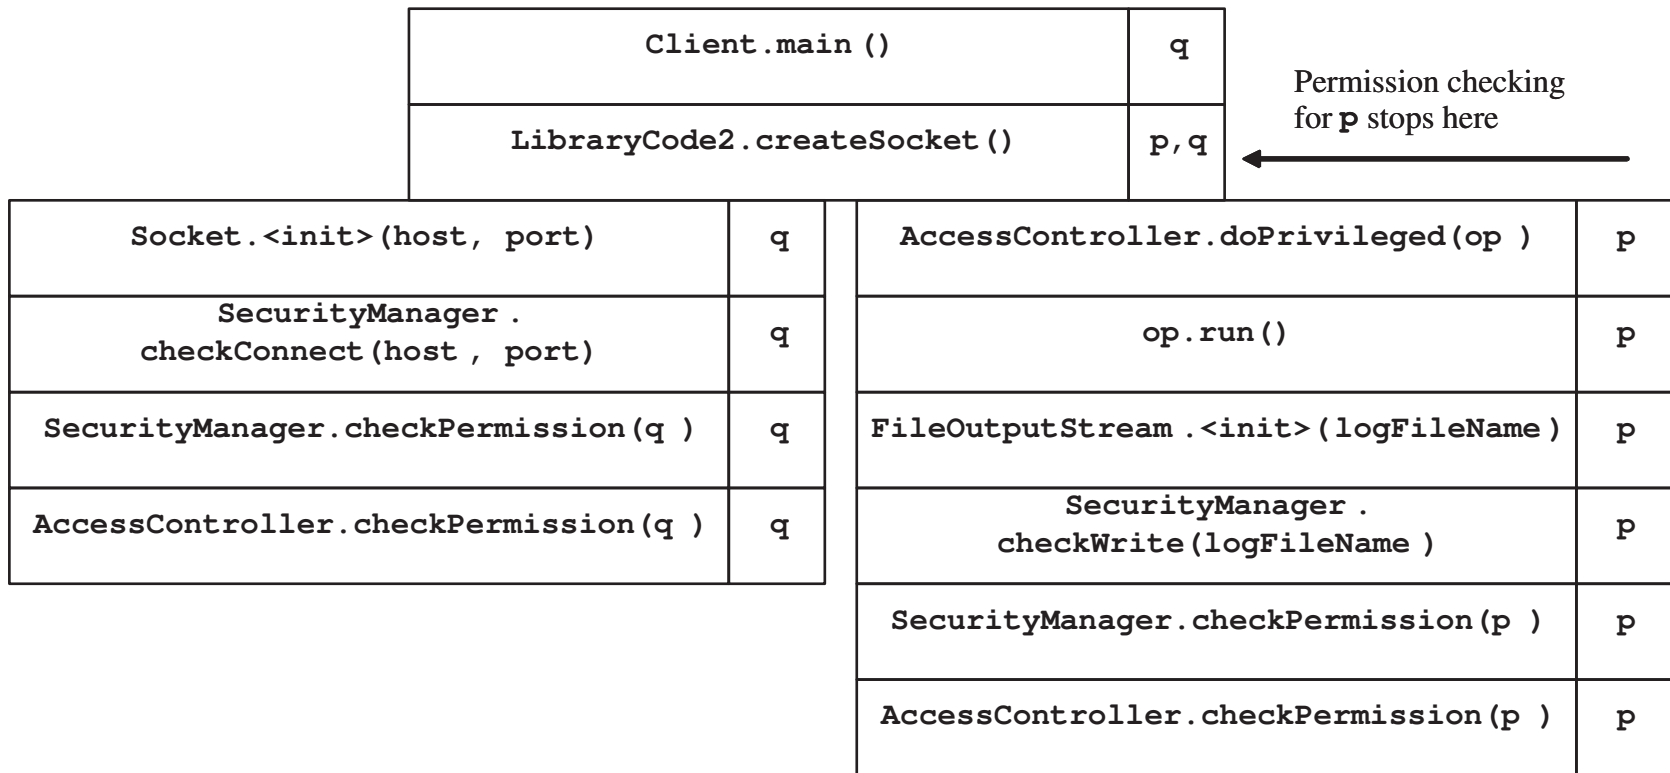 Client.main ()
q
Permission checking
for p stops here
LibraryCode2.createSocket ()
p,q
Socket.<init>(host, port)
q
SecurityManager .
checkConnect (host , port)
q
SecurityManager.checkPermission(q )
q
AccessController.checkPermission(q )
q
AccessController.doPrivileged(op )
p
op.run()
p
FileOutputStream .<init>(logFileName)
p
SecurityManager .
checkWrite(logFileName )
p
SecurityManager.checkPermission(p )
p
AccessController.checkPermission(p )
p